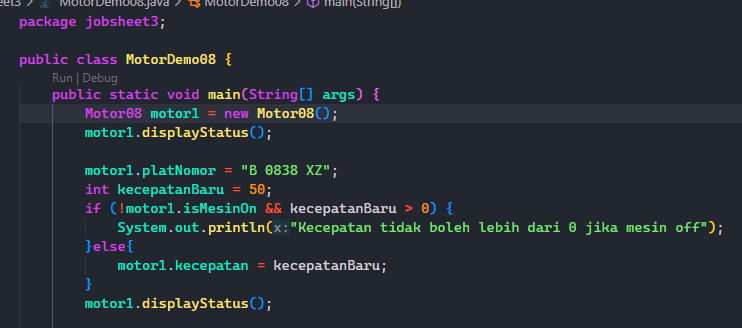 eet3 > MotorDemo08.java > MotorDemo08 > main(String[])
package jobsheet3;
public class MotorDemo08 {
Run | Debug
public static void main(String[] args) {
Motor08 motor1 = new Motor08();
motor1.displayStatus();
motor1.platNomor = "B 0838 XZ";
int kecepatanBaru = 50;
if (!motor1.isMesinOn && kecepatanBaru > 0) {
System.out.println(x:"Kecepatan tidak boleh lebih dari 0 jika mesin off");
}else{
motor1.kecepatan = kecepatanBaru;
}
motor1.displayStatus();